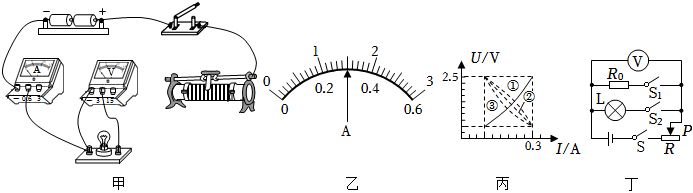 − +
A
V
− 0.6 3
− 3 15
甲
0 1 2 3
0 0.2 0.4 0.6
A
乙
U/V
2.5
①
②
③
0.3 I/A
丙
V
R₀ S₁
L S₂
S P
R
丁